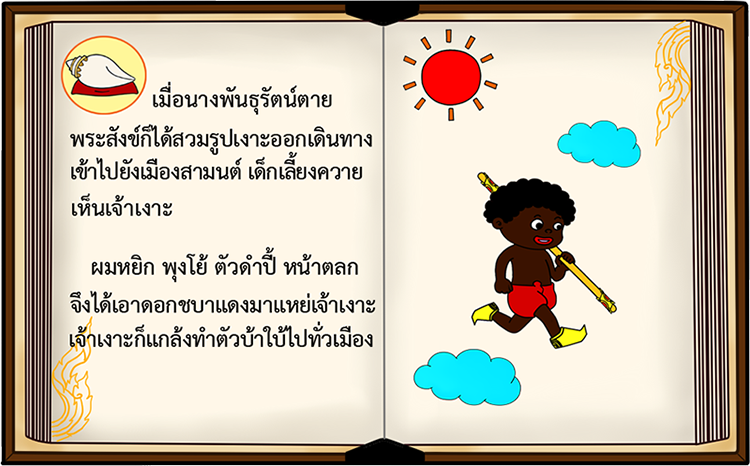 เมื่อนางพันธุรัตน์ตาย
พระสังข์ก็ได้สวมรูปเงาะออกเดินทาง
เข้าไปยังเมืองสามนต์ เด็กเลี้ยงควาย
เห็นเจ้าเงาะ
ผมหยิก พุงโย้ ตัวดำปี้ หน้าตลก
จึงได้เอาดอกชบาแดงมาแหย่เจ้าเงาะ
เจ้าเงาะก็แกล้งทำตัวบ้าใบ้ไปทั่วเมือง